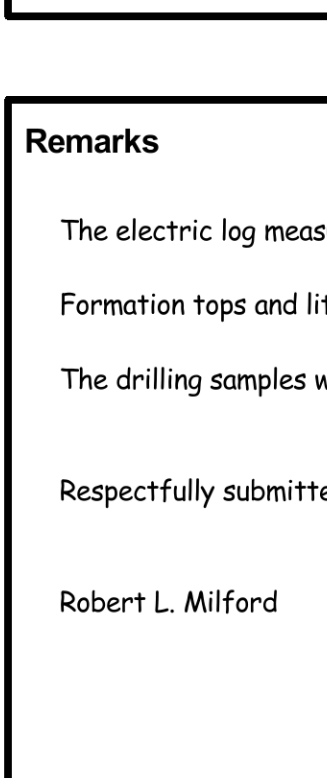 Remarks
The electric log meas
Formation tops and lit
The drilling samples w
Respectfully submitte
Robert L. Milford